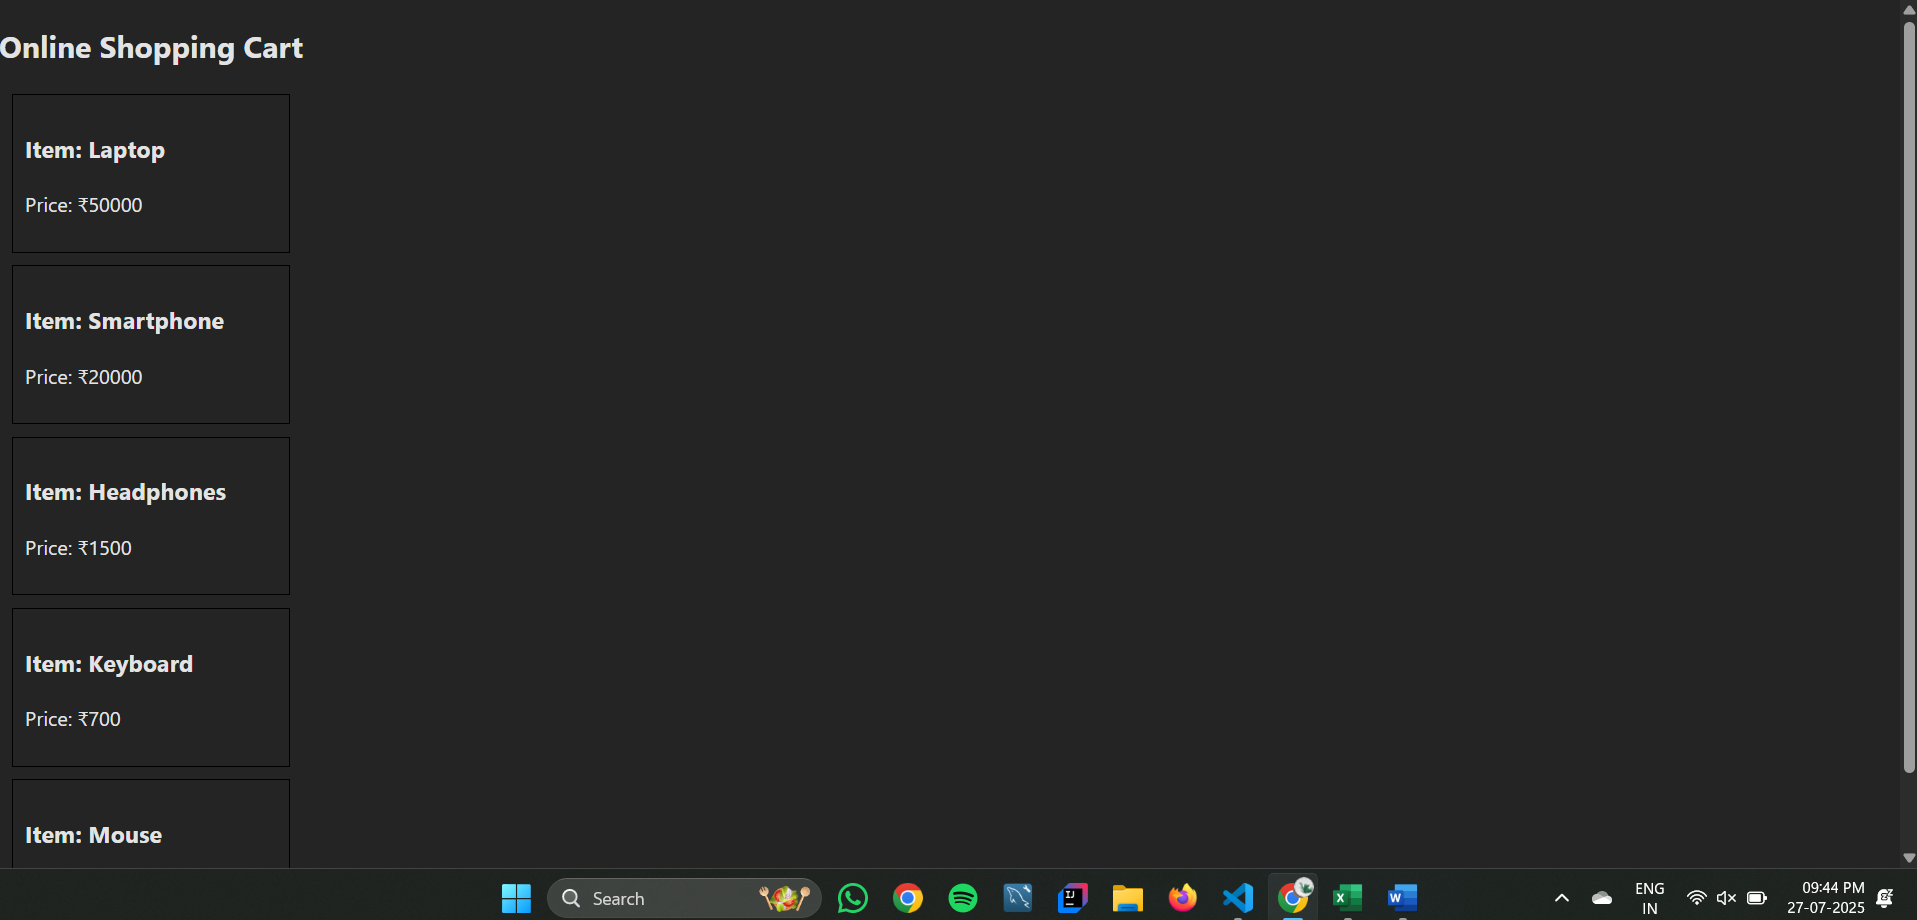 Online Shopping Cart
Item: Laptop
Price: ₹50000
Item: Smartphone
Price: ₹20000
Item: Headphones
Price: ₹1500
Item: Keyboard
Price: ₹700
Item: Mouse
Search
ENG
IN
09:44 PM
27-07-2025